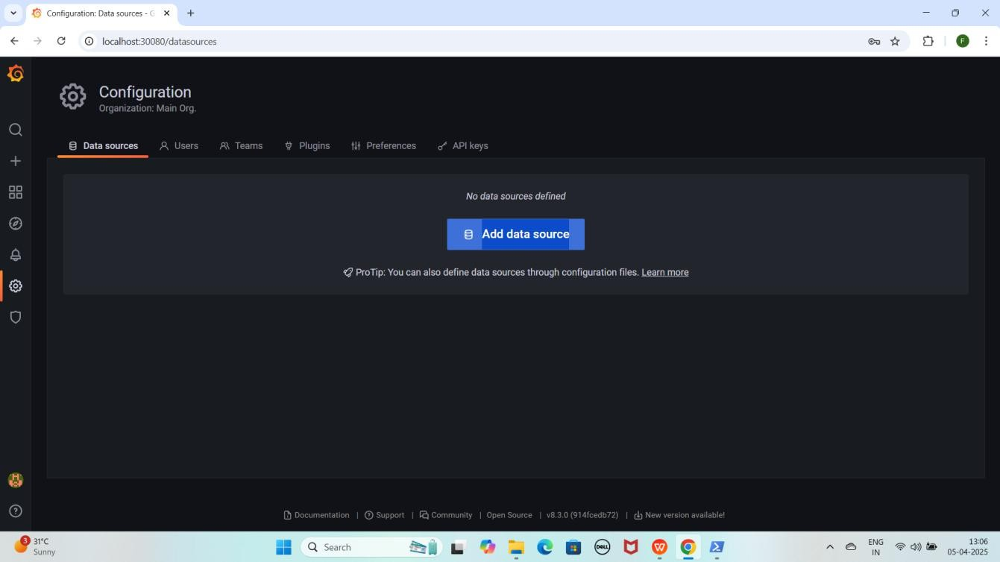 Configuration: Data sources - G
localhost:30080/datasources
F
Configuration
Organization: Main Org.
Data sources
Users
Teams
Plugins
Preferences
API keys
No data sources defined
Add data source
ProTip: You can also define data sources through configuration files. Learn more
Documentation | Support | Community | Open Source | v8.3.0 (914fcedb72) | New version available!
3
31°C
Sunny
Search
DELL
W
ENG
IN
13:06
05-04-2025